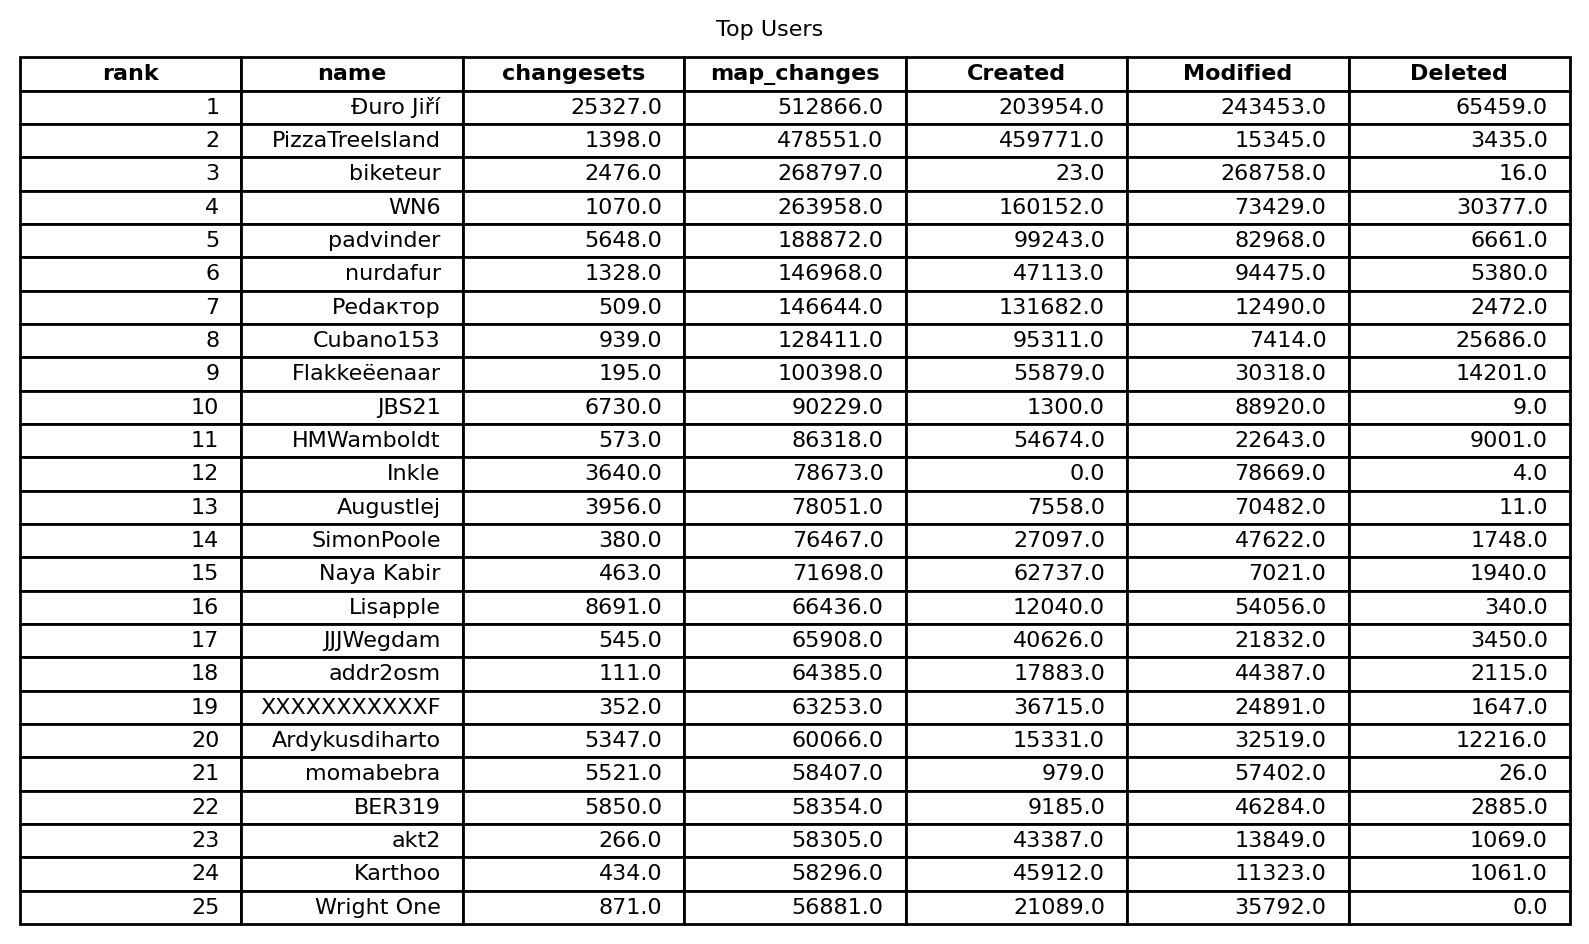 Top Users
rank name changesets map_changes Created Modified Deleted
1 Đuro Jiří 25327.0 512866.0 203954.0 243453.0 65459.0
2 PizzaTreeIsland 1398.0 478551.0 459771.0 15345.0 3435.0
3 biketeur 2476.0 268797.0 23.0 268758.0 16.0
4 WN6 1070.0 263958.0 160152.0 73429.0 30377.0
5 padvinder 5648.0 188872.0 99243.0 82968.0 6661.0
6 nurdafur 1328.0 146968.0 47113.0 94475.0 5380.0
7 Реdактор 509.0 146644.0 131682.0 12490.0 2472.0
8 Cubano153 939.0 128411.0 95311.0 7414.0 25686.0
9 Flakkeëenaar 195.0 100398.0 55879.0 30318.0 14201.0
10 JBS21 6730.0 90229.0 1300.0 88920.0 9.0
11 HMWamboldt 573.0 86318.0 54674.0 22643.0 9001.0
12 Inkle 3640.0 78673.0 0.0 78669.0 4.0
13 Augustlej 3956.0 78051.0 7558.0 70482.0 11.0
14 SimonPoole 380.0 76467.0 27097.0 47622.0 1748.0
15 Naya Kabir 463.0 71698.0 62737.0 7021.0 1940.0
16 Lisapple 8691.0 66436.0 12040.0 54056.0 340.0
17 JJJWegdam 545.0 65908.0 40626.0 21832.0 3450.0
18 addr2osm 111.0 64385.0 17883.0 44387.0 2115.0
19 XXXXXXXXXXXF 352.0 63253.0 36715.0 24891.0 1647.0
20 Ardykusdiharto 5347.0 60066.0 15331.0 32519.0 12216.0
21 momabebra 5521.0 58407.0 979.0 57402.0 26.0
22 BER319 5850.0 58354.0 9185.0 46284.0 2885.0
23 akt2 266.0 58305.0 43387.0 13849.0 1069.0
24 Karthoo 434.0 58296.0 45912.0 11323.0 1061.0
25 Wright One 871.0 56881.0 21089.0 35792.0 0.0